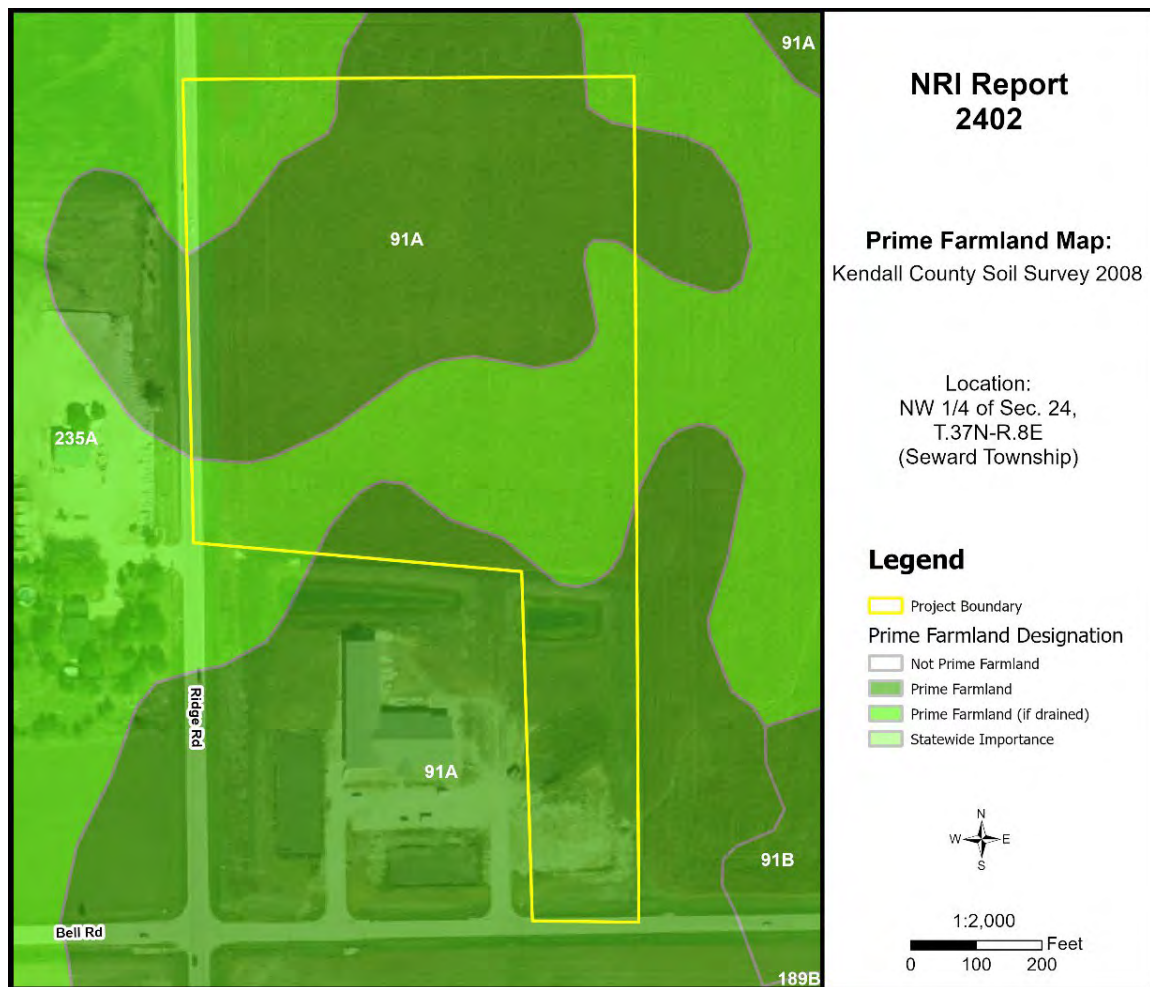 91A
91A
235A
Ridge Rd
91A
91B
Bell Rd
189B
NRI Report
2402
Prime Farmland Map:
Kendall County Soil Survey 2008
Location:
NW 1/4 of Sec. 24,
T.37N-R.8E
(Seward Township)
Legend
Project Boundary
Prime Farmland Designation
Not Prime Farmland
Prime Farmland
Prime Farmland (if drained)
Statewide Importance
N
W E
S
1:2,000
Feet
0 100 200